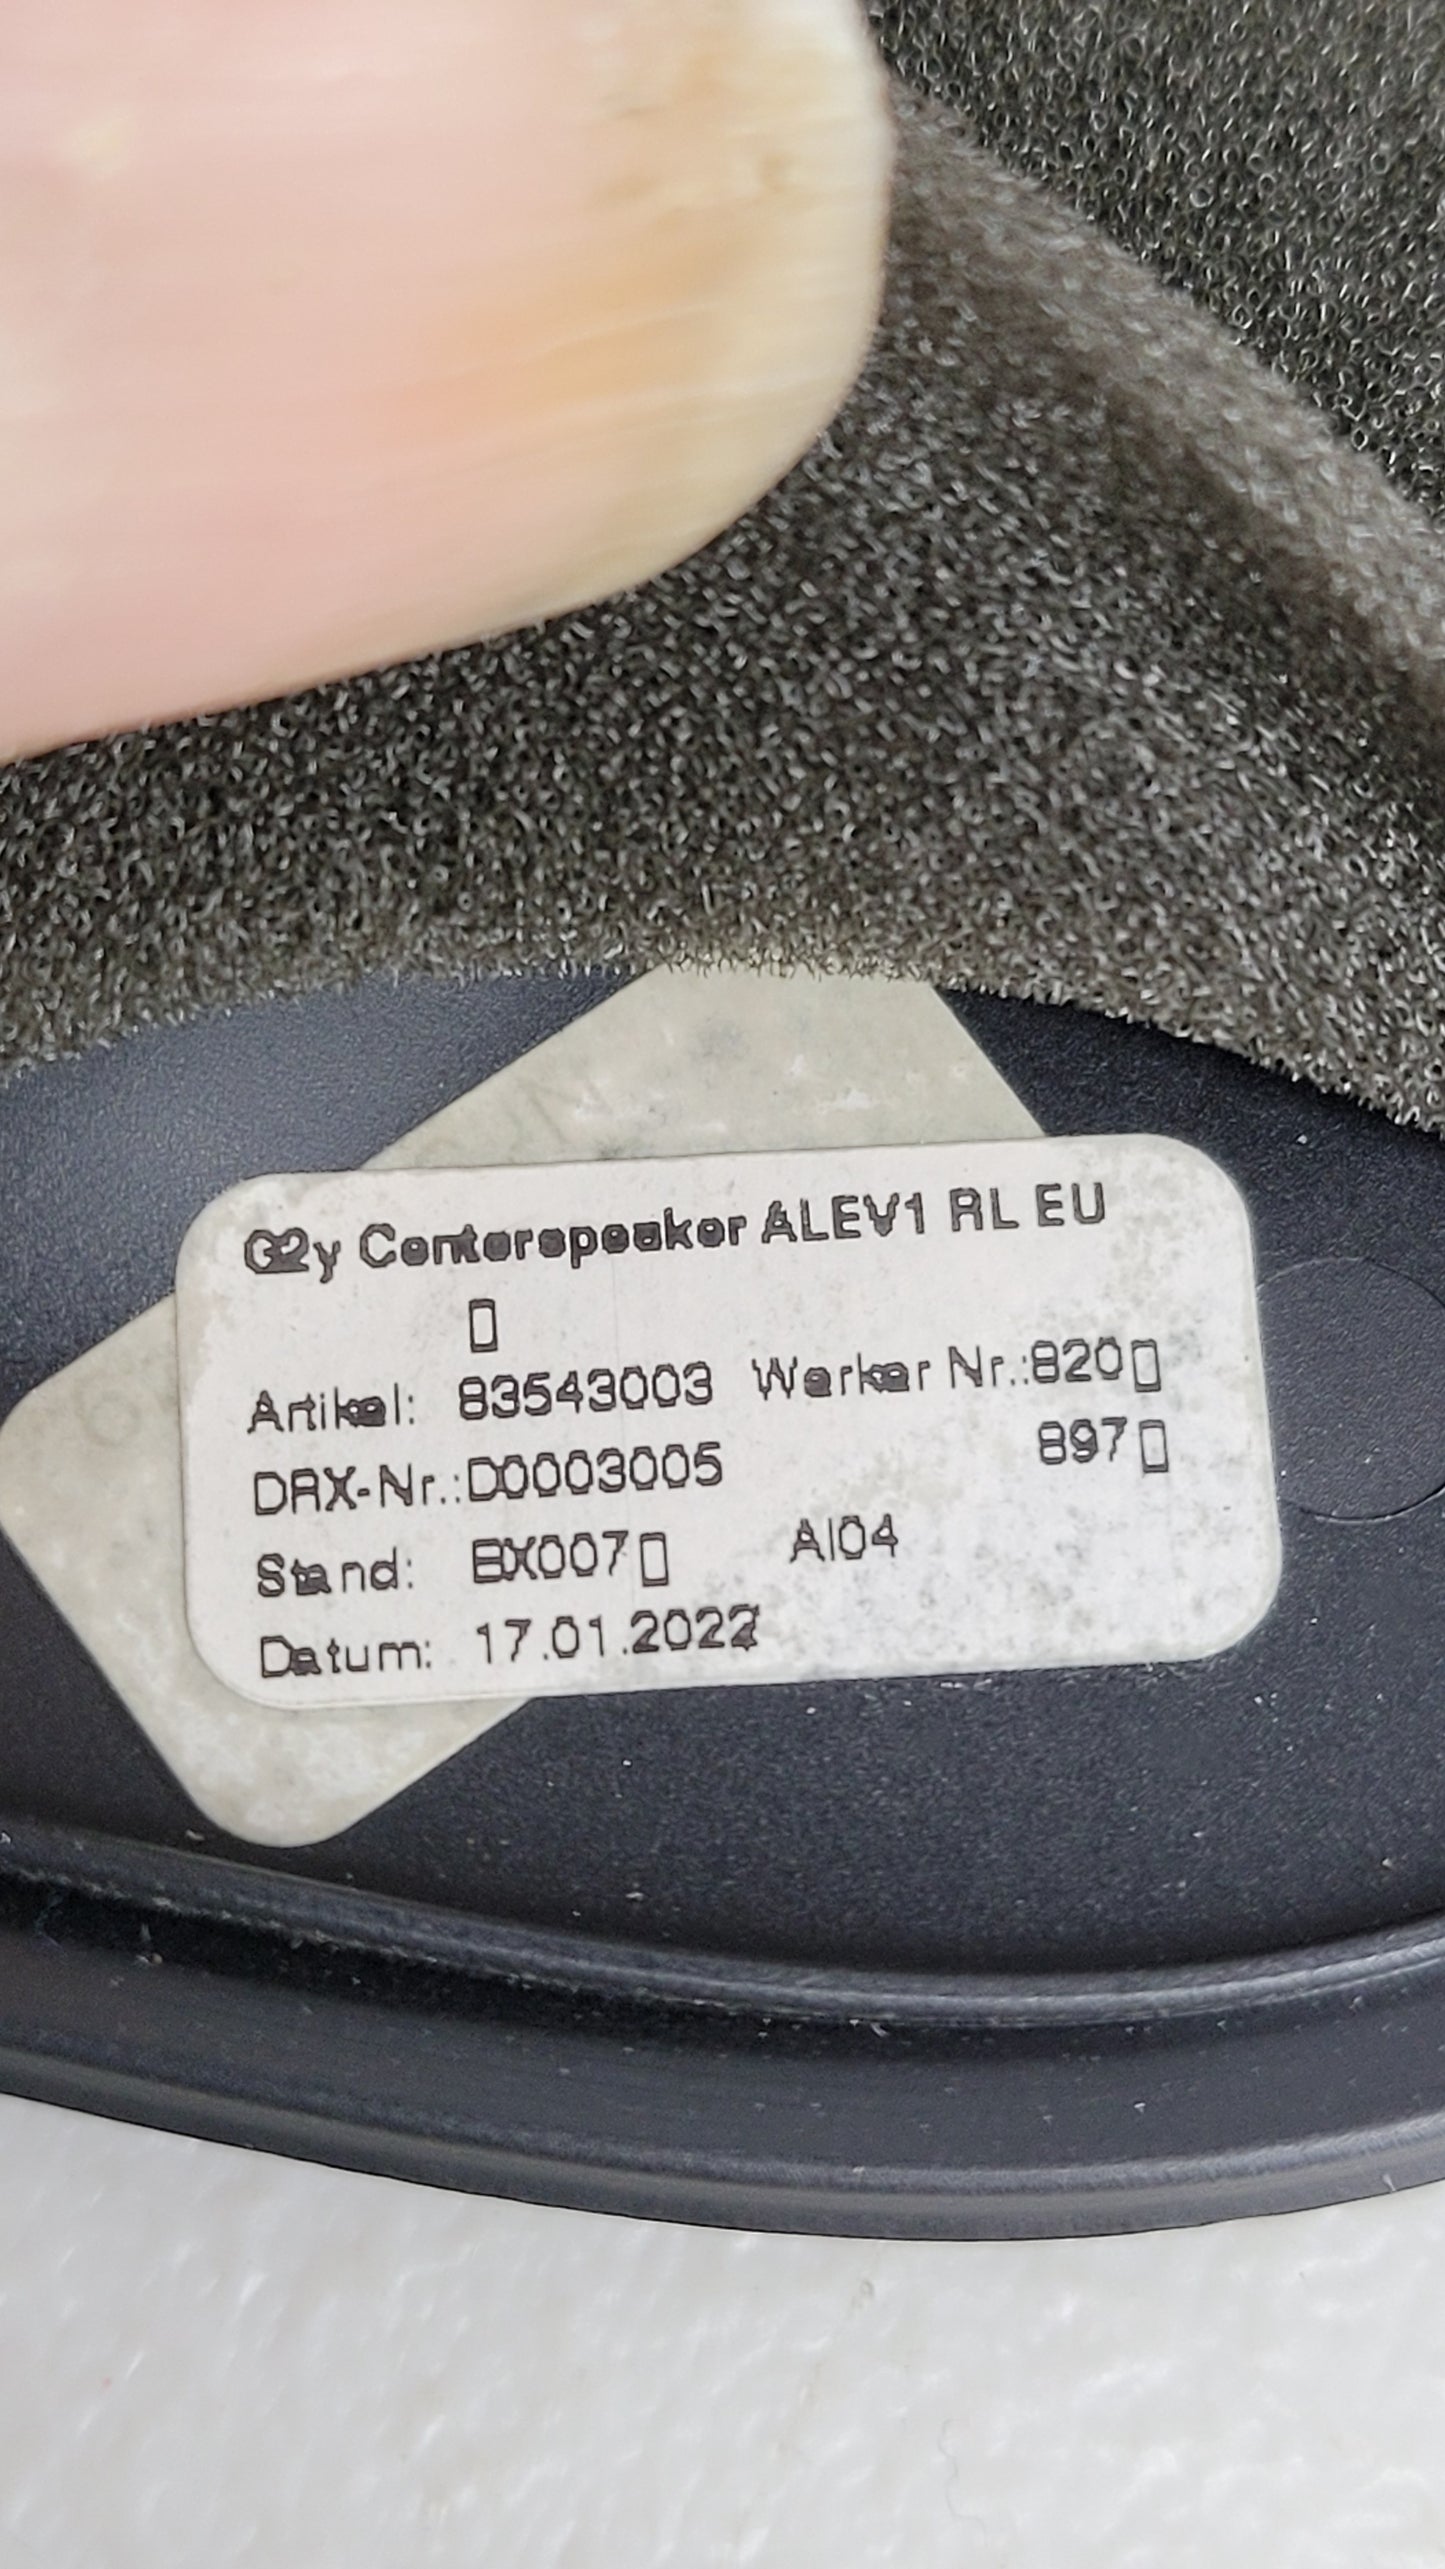 G2y Centerspeaker ALEV1 RL EU
▯
Artikel: 83543003 Werker Nr.:820▯
DRX-Nr.:D0003005 897▯
Stand: BX007▯ AI04
Datum: 17.01.2022